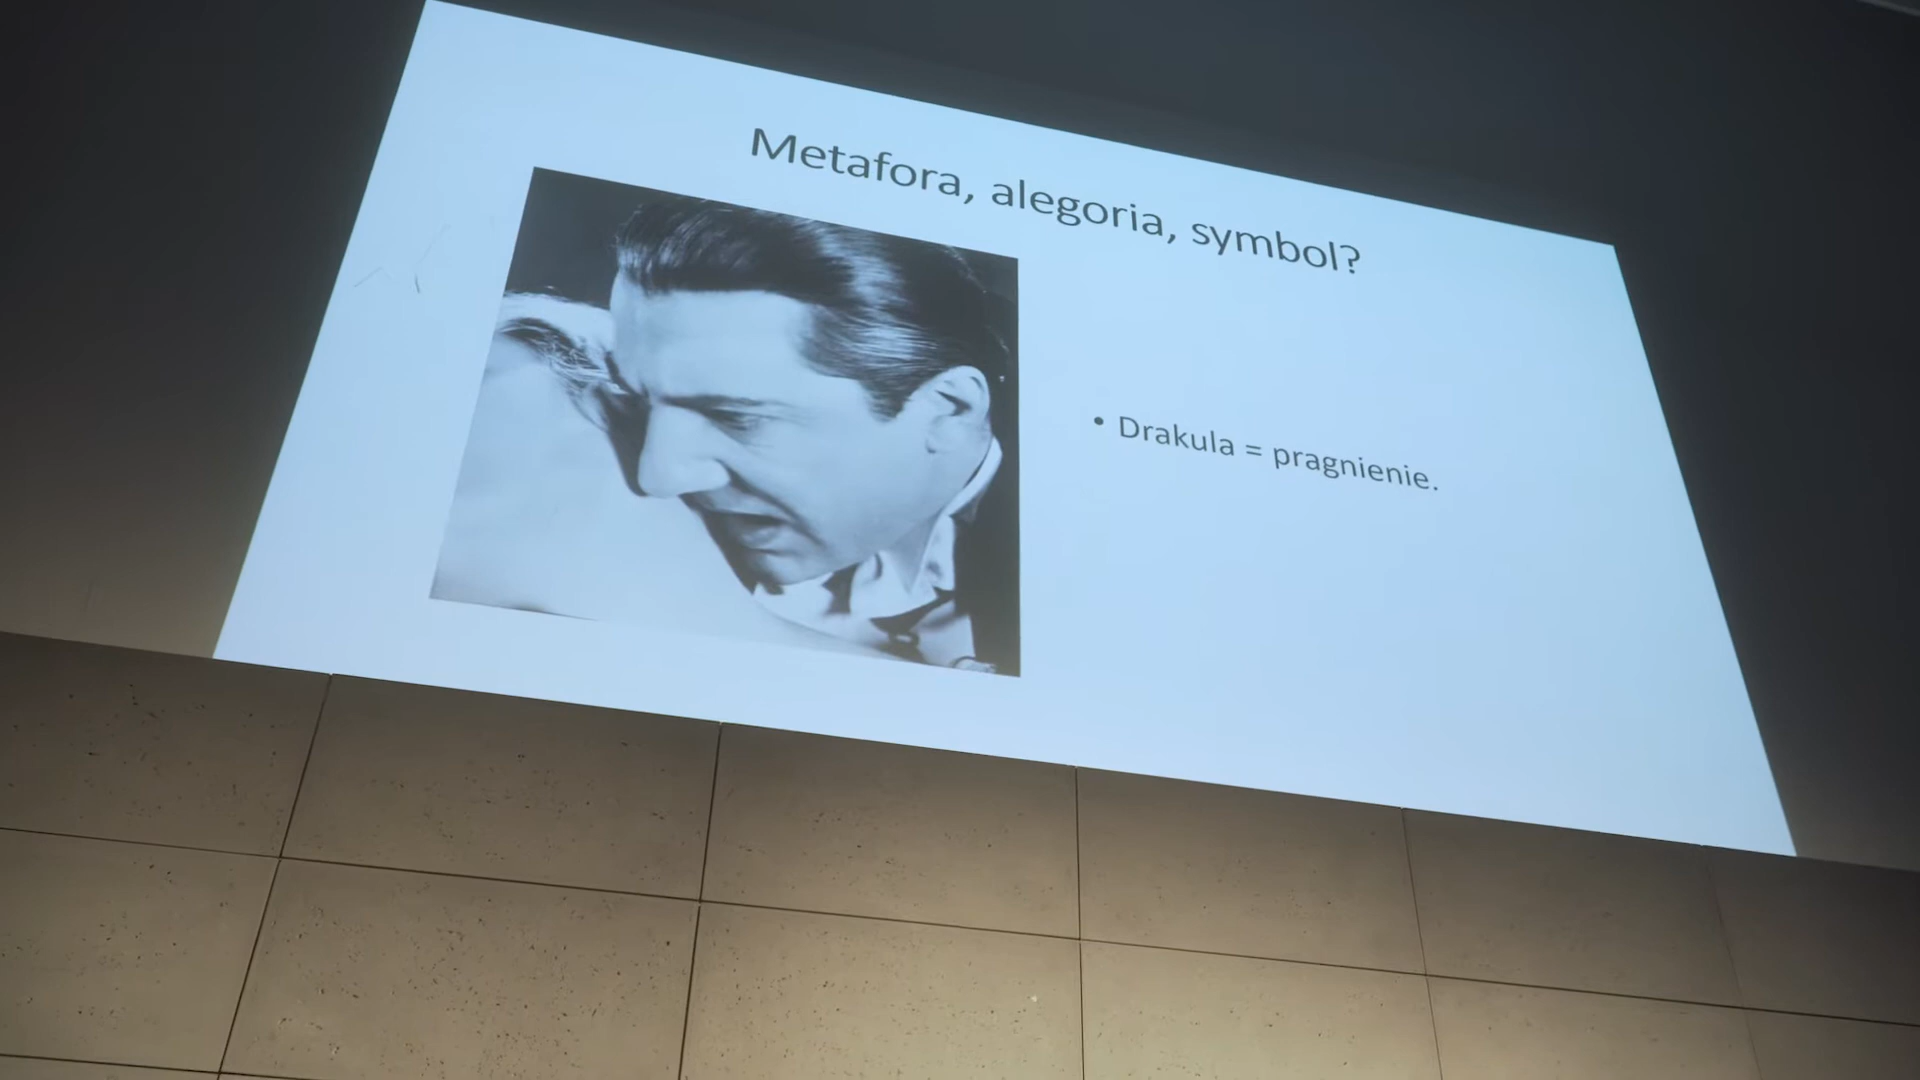 Metafora, alegoria, symbol?
• Drakula = pragnienie.